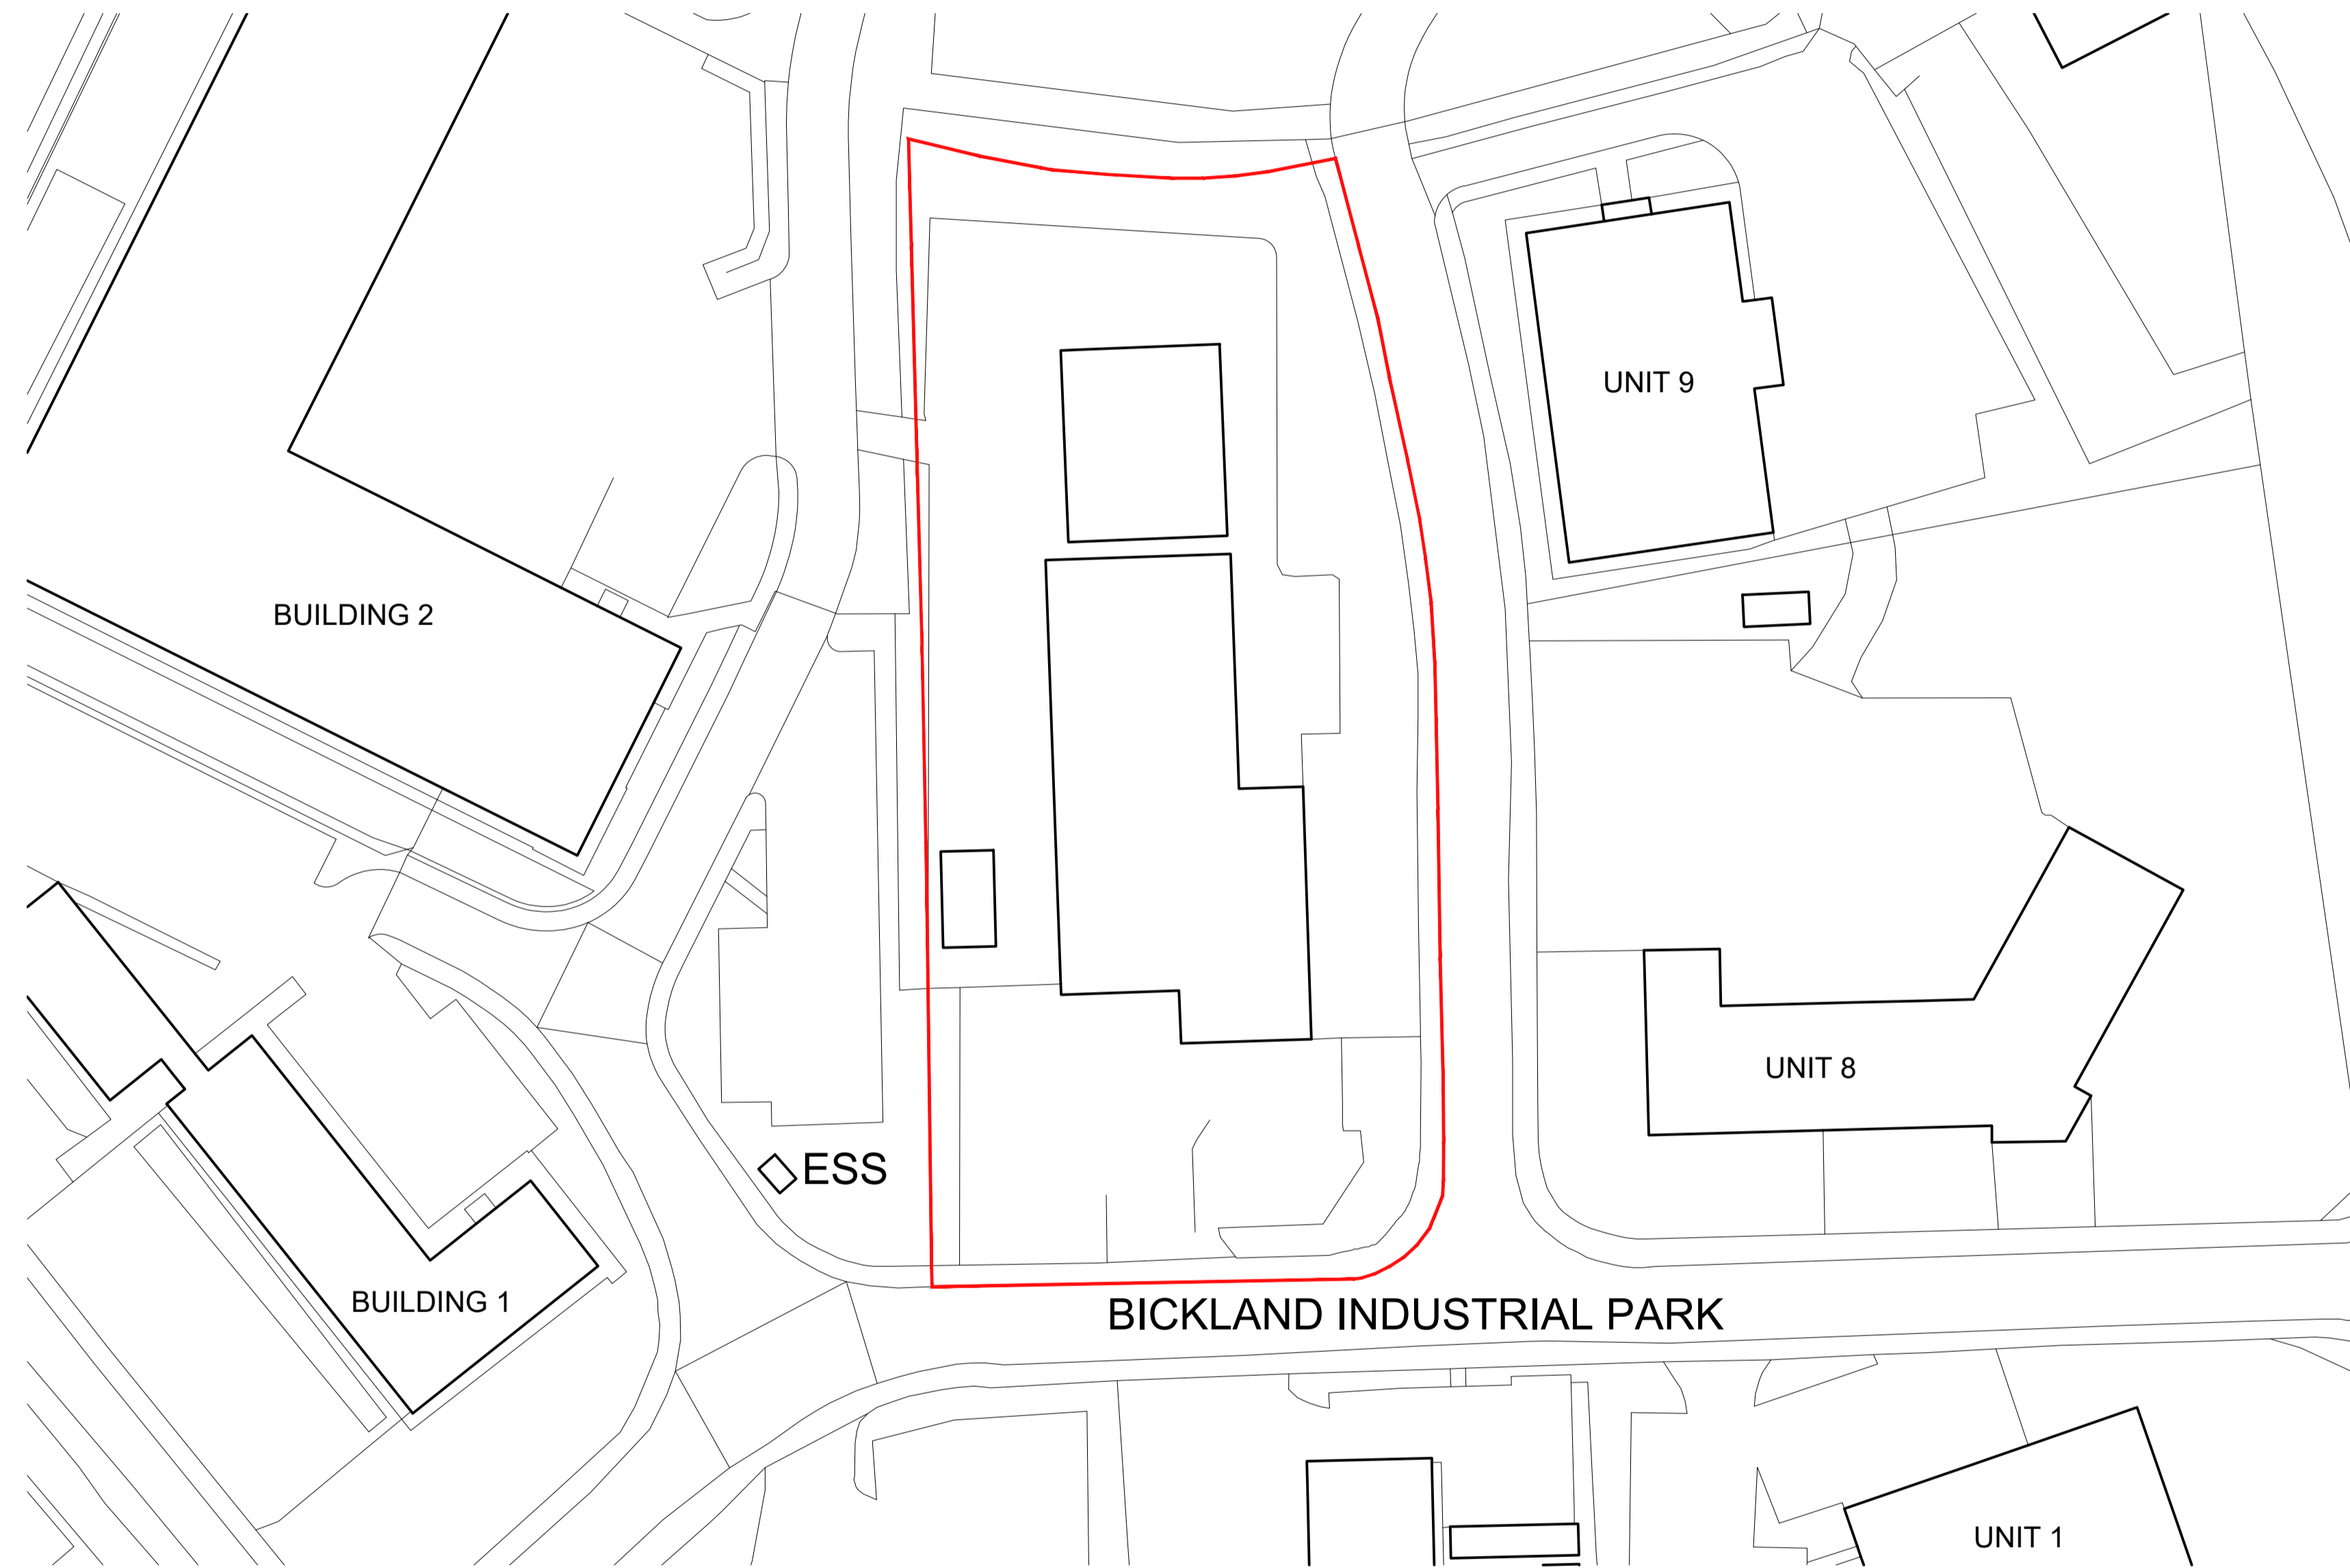 UNIT 9
BUILDING 2
UNIT 8
ESS
BUILDING 1
BICKLAND INDUSTRIAL PARK
UNIT 1